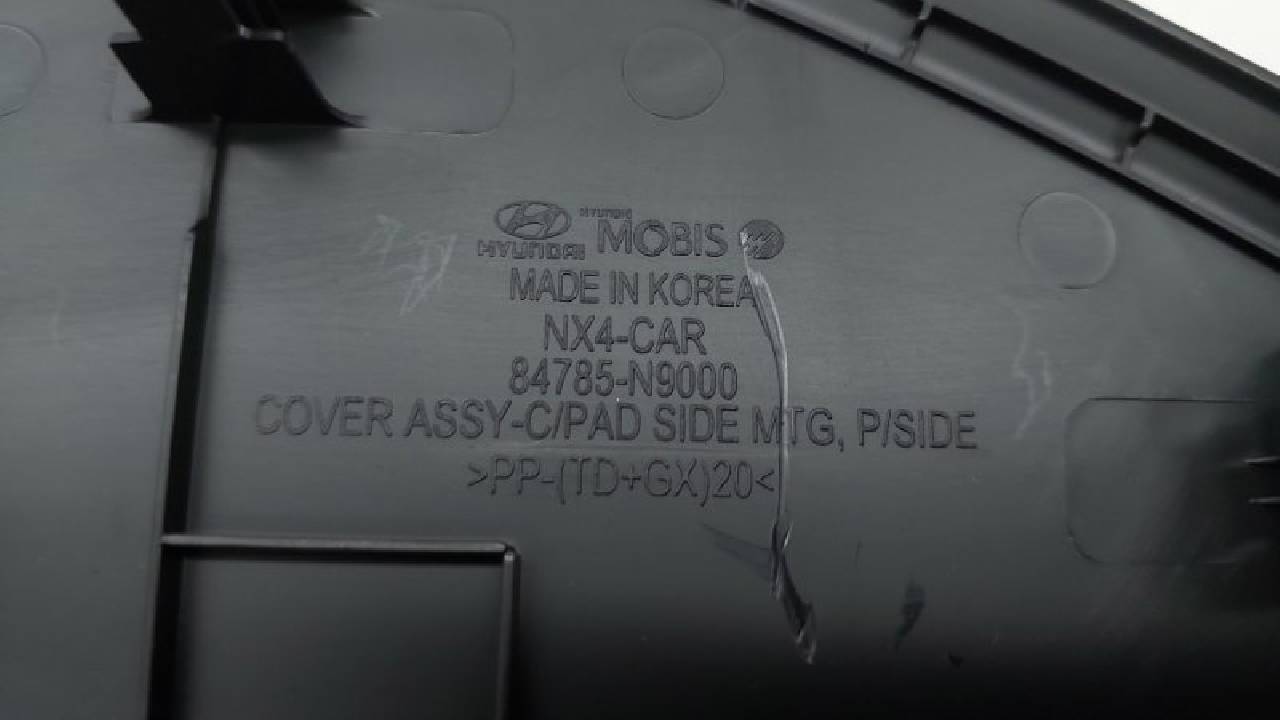 HYUNDAI HYUNDAI MOBIS
MADE IN KOREA
NX4-CAR
84785-N9000
COVER ASSY-C/PAD SIDE MTG, P/SIDE
>PP-(TD+GX)20<